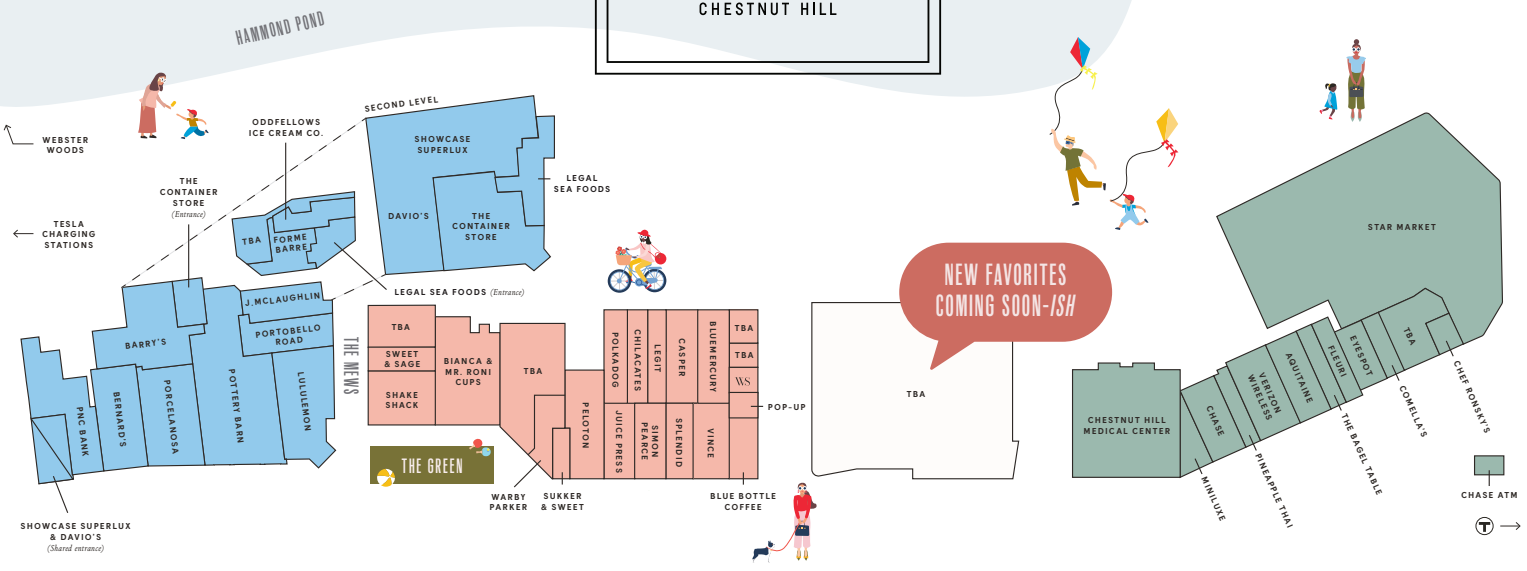 CHESTNUT HILL
HAMMOND POND
SECOND LEVEL
WEBSTER
WOODS
ODDFELLOWS
ICE CREAM CO.
SHOWCASE
SUPERLUX
LEGAL
SEA FOODS
THE
CONTAINER
STORE
(Entrance)
DAVIO'S
THE
CONTAINER
STORE
TESLA
CHARGING
STATIONS
TBA
FORME
BARRE
LEGAL SEA FOODS (Entrance)
J.MCLAUGHLIN
PORTOBELLO
ROAD
BARRY'S
PNC BANK
BERNARD'S
PORCELANOSA
POTTERY BARN
LULULEMON
SHOWCASE SUPERLUX
& DAVIO'S
(Shared entrance)
THE MEWS
TBA
SWEET
& SAGE
SHAKE
SHACK
BIANCA &
MR. RONI
CUPS
TBA
THE GREEN
WARBY
PARKER
SUKKER
& SWEET
PELOTON
POLKADOG
CHILACATES
LEGIT
CASPER
BLUEMERCURY
TBA
TBA
WS
POP-UP
JUICE PRESS
SIMON
PEARCE
SPLENDID
VINCE
BLUE BOTTLE
COFFEE
NEW FAVORITES
COMING SOON-ISH
TBA
STAR MARKET
CHESTNUT HILL
MEDICAL CENTER
CHASE
VERIZON
WIRELESS
AQUITAINE
FLEURI
EYESPOT
TBA
MINILUXE
PINEAPPLE THAI
THE BAGEL TABLE
COMELLA'S
CHEF RONSKY'S
CHASE ATM
T